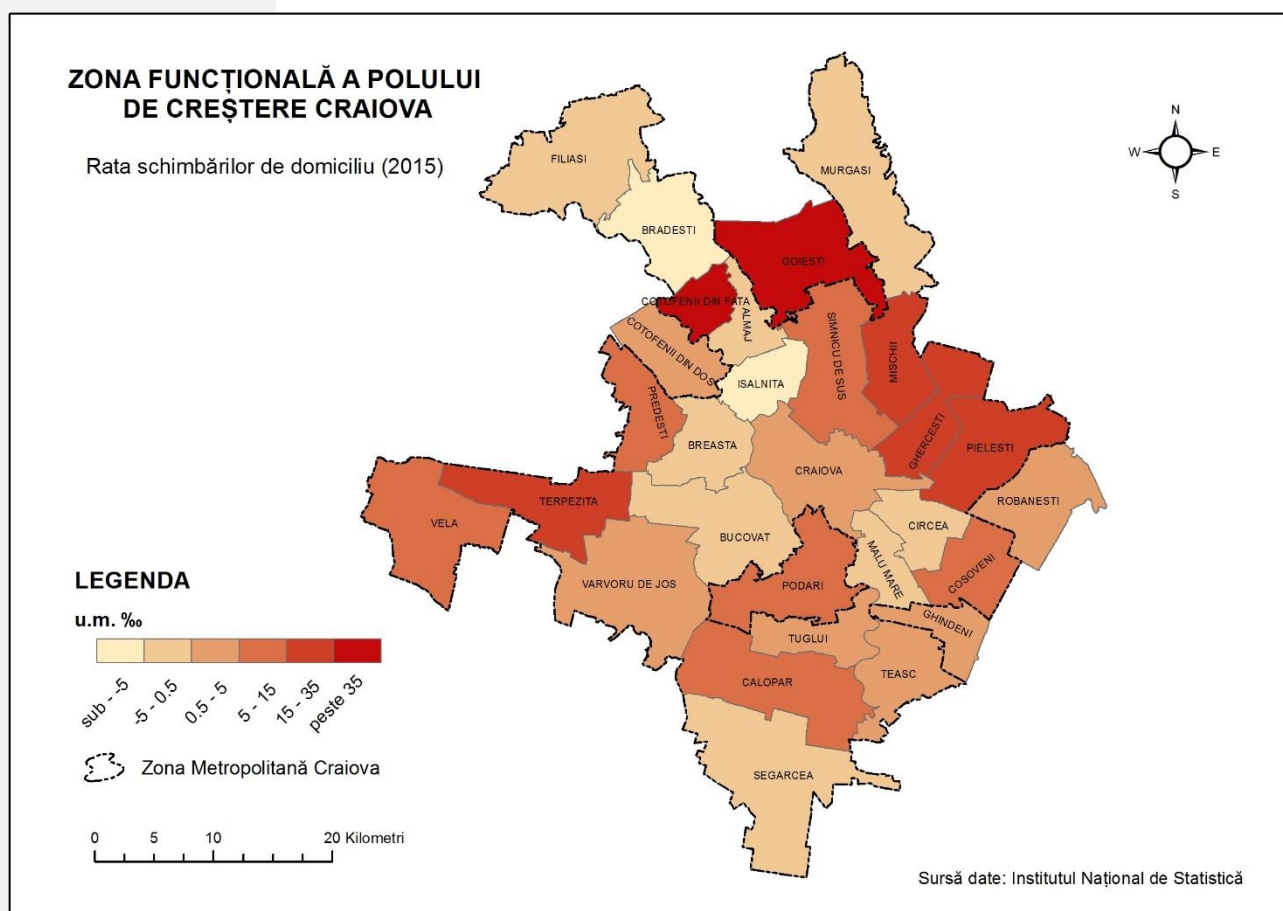 ZONA FUNCȚIONALĂ A POLULUI
DE CREȘTERE CRAIOVA
Rata schimbărilor de domiciliu (2015)
N
W
E
S
FILIASI
MURGASI
BRADESTI
GOIESTI
COTOFENII DIN FATA
ALMAJ
COTOFENII DIN DOS
SIMNICU DE SUS
MISCHII
ISALNITA
PREDESTI
BREASTA
GHERCESTI
PIELESTI
CRAIOVA
TERPEZITA
ROBANESTI
VELA
CIRCEA
BUCOVAT
MALU MARE
COSOVENI
VARVORU DE JOS
PODARI
GHINDENI
TUGLUI
TEASC
CALOPAR
SEGARCEA
LEGENDA
u.m. ‰
sub - -5
-5 - 0.5
0.5 - 5
5 - 15
15 - 35
peste 35
Zona Metropolitană Craiova
0 5 10 20 Kilometri
Sursă date: Institutul Național de Statistică